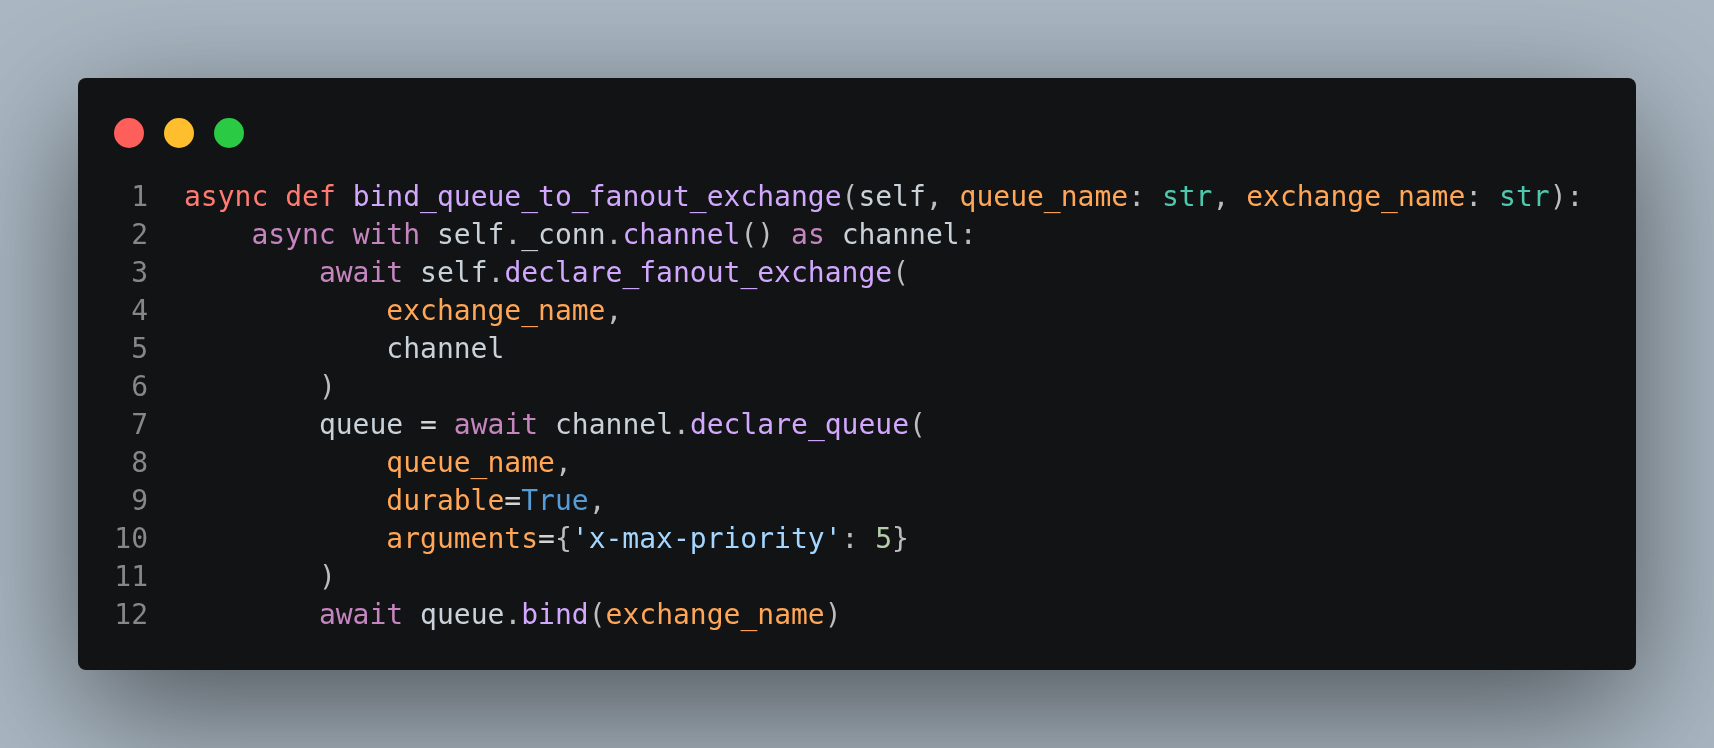 1 async def bind_queue_to_fanout_exchange(self, queue_name: str, exchange_name: str):
2     async with self._conn.channel() as channel:
3         await self.declare_fanout_exchange(
4             exchange_name,
5             channel
6         )
7         queue = await channel.declare_queue(
8             queue_name,
9             durable=True,
10             arguments={'x-max-priority': 5}
11         )
12         await queue.bind(exchange_name)